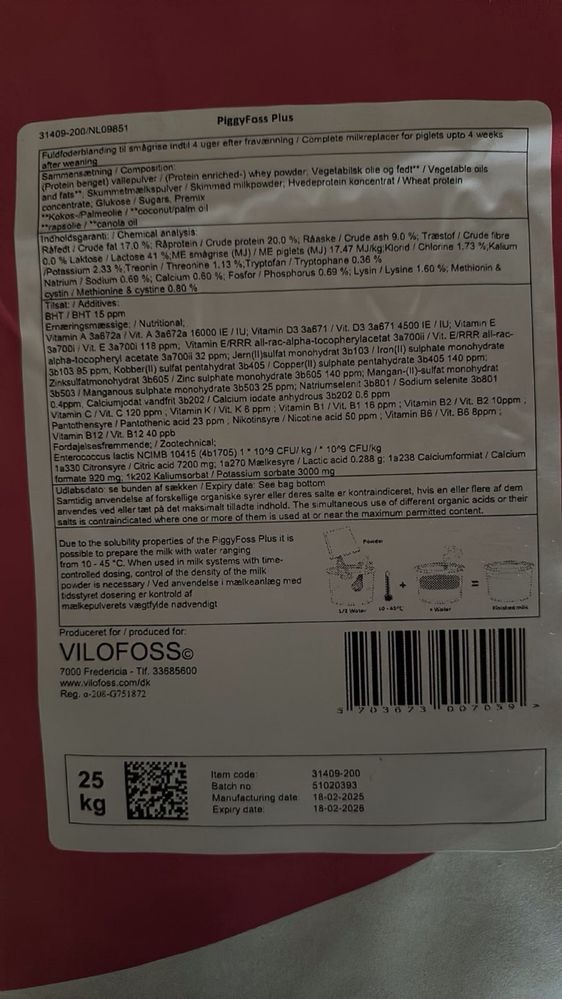 31409-200/NL09851
PiggyFoss Plus
Fuldfoderblanding til smågrise indtil 4 uger efter fravænning / Complete milkreplacer for piglets upto 4 weeks
after weaning
Sammensætning / Composition:
(Protein beriget) vallepulver / (Protein enriched-) whey powder, Vegetabilsk olie og fedt** / Vegetable oils
and fats**, Skummetmælkspulver / Skimmed milkpowder, Hvedeprotein koncentrat / Wheat protein
concentrate, Glukose / Sugars, Premix
**Kokos-/Palmeolie / **coconut/palm oil
**rapsolie / **canola oil
Indholdsgaranti: / Chemical analysis:
Råfedt / Crude fat 17.0 %; Råprotein / Crude protein 20.0 %; Råaske / Crude ash 9.0 %; Træstof / Crude fibre
0.0 % Laktose / Lactose 41 %;ME smågrise (MJ) / ME piglets (MJ) 17.47 MJ/kg;Klorid / Chlorine 1.73 %;Kalium
/Potassium 2.33 %;Treonin / Threonine 1.13 %;Tryptofan / Tryptophane 0.36 %
Natrium / Sodium 0.69 %; Calcium 0.60 %; Fosfor / Phosphorus 0.69 %; Lysin / Lysine 1.60 %; Methionin &
cystin / Methionine & cystine 0.80 %
Tilsat: / Additives:
BHT / BHT 15 ppm
Ernæringsmæssige: / Nutritional;
Vitamin A 3a672a / Vit. A 3a672a 16000 IE / IU; Vitamin D3 3a671 / Vit. D3 3a671 4500 IE / IU; Vitamin E
3a700i / Vit. E 3a700i 118 ppm; Vitamin E/RRR all-rac-alpha-tocopherylacetat 3a700ii / Vit. E/RRR all-rac-
alpha-tocopheryl acetate 3a700ii 32 ppm; Jern(II)sulfat monohydrat 3b103 / Iron(II) sulphate monohydrate
3b103 95 ppm, Kobber(II) sulfat pentahydrat 3b405 / Copper(II) sulphate pentahydrate 3b405 140 ppm;
Zinksulfatmonohydrat 3b605 / Zinc sulphate monohydrate 3b605 140 ppm; Mangan-(II)-sulfat monohydrat
3b503 / Manganous sulphate monohydrate 3b503 25 ppm; Natriumselenit 3b801 / Sodium selenite 3b801
0.4ppm, Calciumjodat vandfrit 3b202 / Calcium iodate anhydrous 3b202 0.6 ppm
Vitamin C / Vit. C 120 ppm ; Vitamin K / Vit. K 8 ppm ; Vitamin B1 / Vit. B1 16 ppm ; Vitamin B2 / Vit. B2 10ppm ,
Pantothensyre / Pantothenic acid 23 ppm ; Nikotinsyre / Nicotine acid 50 ppm ; Vitamin B6 / Vit. B6 8ppm ;
Vitamin B12 / Vit. B12 40 ppb
Fordøjelsesfremmende; / Zootechnical;
Enterococcus lactis NCIMB 10415 (4b1705) 1 * 10^9 CFU/ kg / * 10^9 CFU/kg
1a330 Citronsyre / Citric acid 7200 mg; 1a270 Mælkesyre / Lactic acid 0.288 g; 1a238 Calciumformiat / Calcium
formate 920 mg, 1k202 Kaliumsorbat / Potassium sorbate 3000 mg
Udløbsdato: se bunden af sækken / Expiry date: See bag bottom
Samtidig anvendelse af forskellige organiske syrer eller deres salte er kontraindiceret, hvis en eller flere af dem
anvendes ved eller tæt på det maksimalt tilladte indhold. The simultaneous use of different organic acids or their
salts is contraindicated where one or more of them is used at or near the maximum permitted content.
Due to the solubility properties of the PiggyFoss Plus it is
possible to prepare the milk with water ranging
from 10 - 45 °C. When used in milk systems with time-
controlled dosing, control of the density of the milk
powder is necessary / Ved anvendelse i mælkeanlæg med
tidsstyret dosering er kontrol af
mælkepulverets vægtfylde nødvendigt
Powder
+
=
1/2 Water
10 - 45°C
+ Water
Finished milk
Produceret for / produced for:
VILOFOSS©
7000 Fredericia - Tlf. 33685600
www.vilofoss.com/dk
Reg. α-208-G751872
5 703673 007039 >
25
kg
Item code: 31409-200
Batch no 51020393
Manufacturing date: 18-02-2025
Expiry date: 18-02-2026